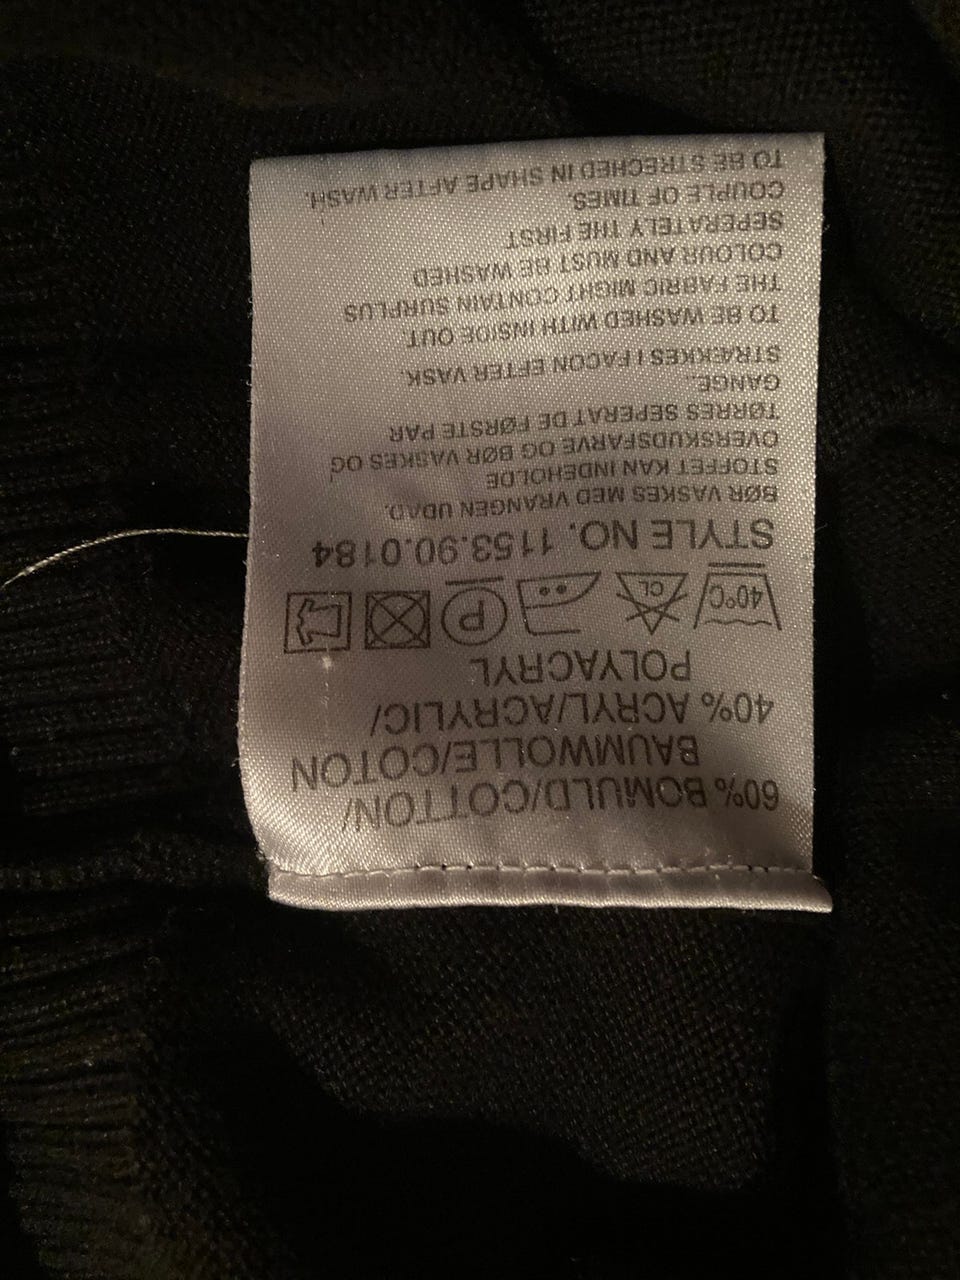 60% BOMULD/COTTON/
BAUMWOLLE/COTON
40% ACRYL/ACRYLIC/
POLYACRYL
40°C CL P
STYLE NO. 1153.90.0184
BØR VASKES MED VRANGEN UDAD.
STOFFET KAN INDEHOLDE
OVERSKUDSFARVE OG BØR VASKES OG
TØRRES SEPERAT DE FØRSTE PAR
GANGE..
STRÆKKES I FACON EFTER VASK.
TO BE WASHED WITH INSIDE OUT.
THE FABRIC MIGHT CONTAIN SURPLUS
COLOUR AND MUST BE WASHED
SEPERATELY THE FIRST
COUPLE OF TIMES.
TO BE STRECHED IN SHAPE AFTER WASH.